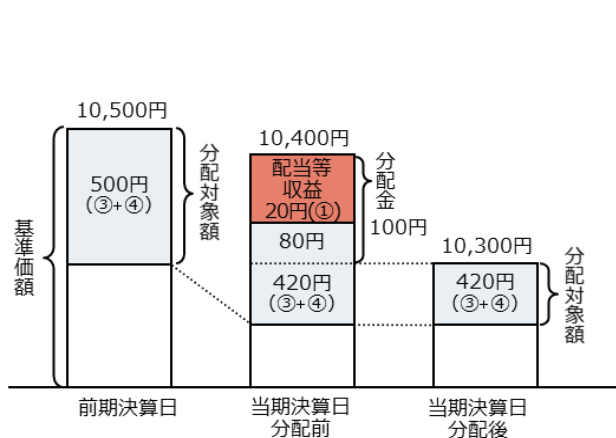 10,500円
500円
(③+④)
分配対象額
基準価額
前期決算日
10,400円
配当等
収益
20円(①)
80円
420円
(③+④)
分配金
100円
当期決算日
分配前
10,300円
420円
(③+④)
分配対象額
当期決算日
分配後